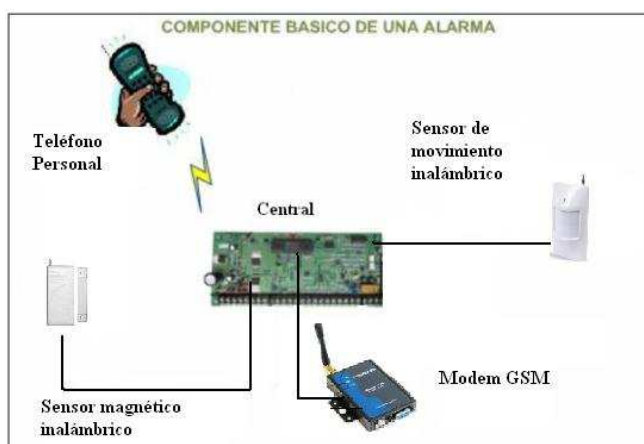 COMPONENTE BASICO DE UNA ALARMA
Teléfono
Personal
Sensor de
movimiento
inalámbrico
Central
Modem GSM
Sensor magnético
inalámbrico